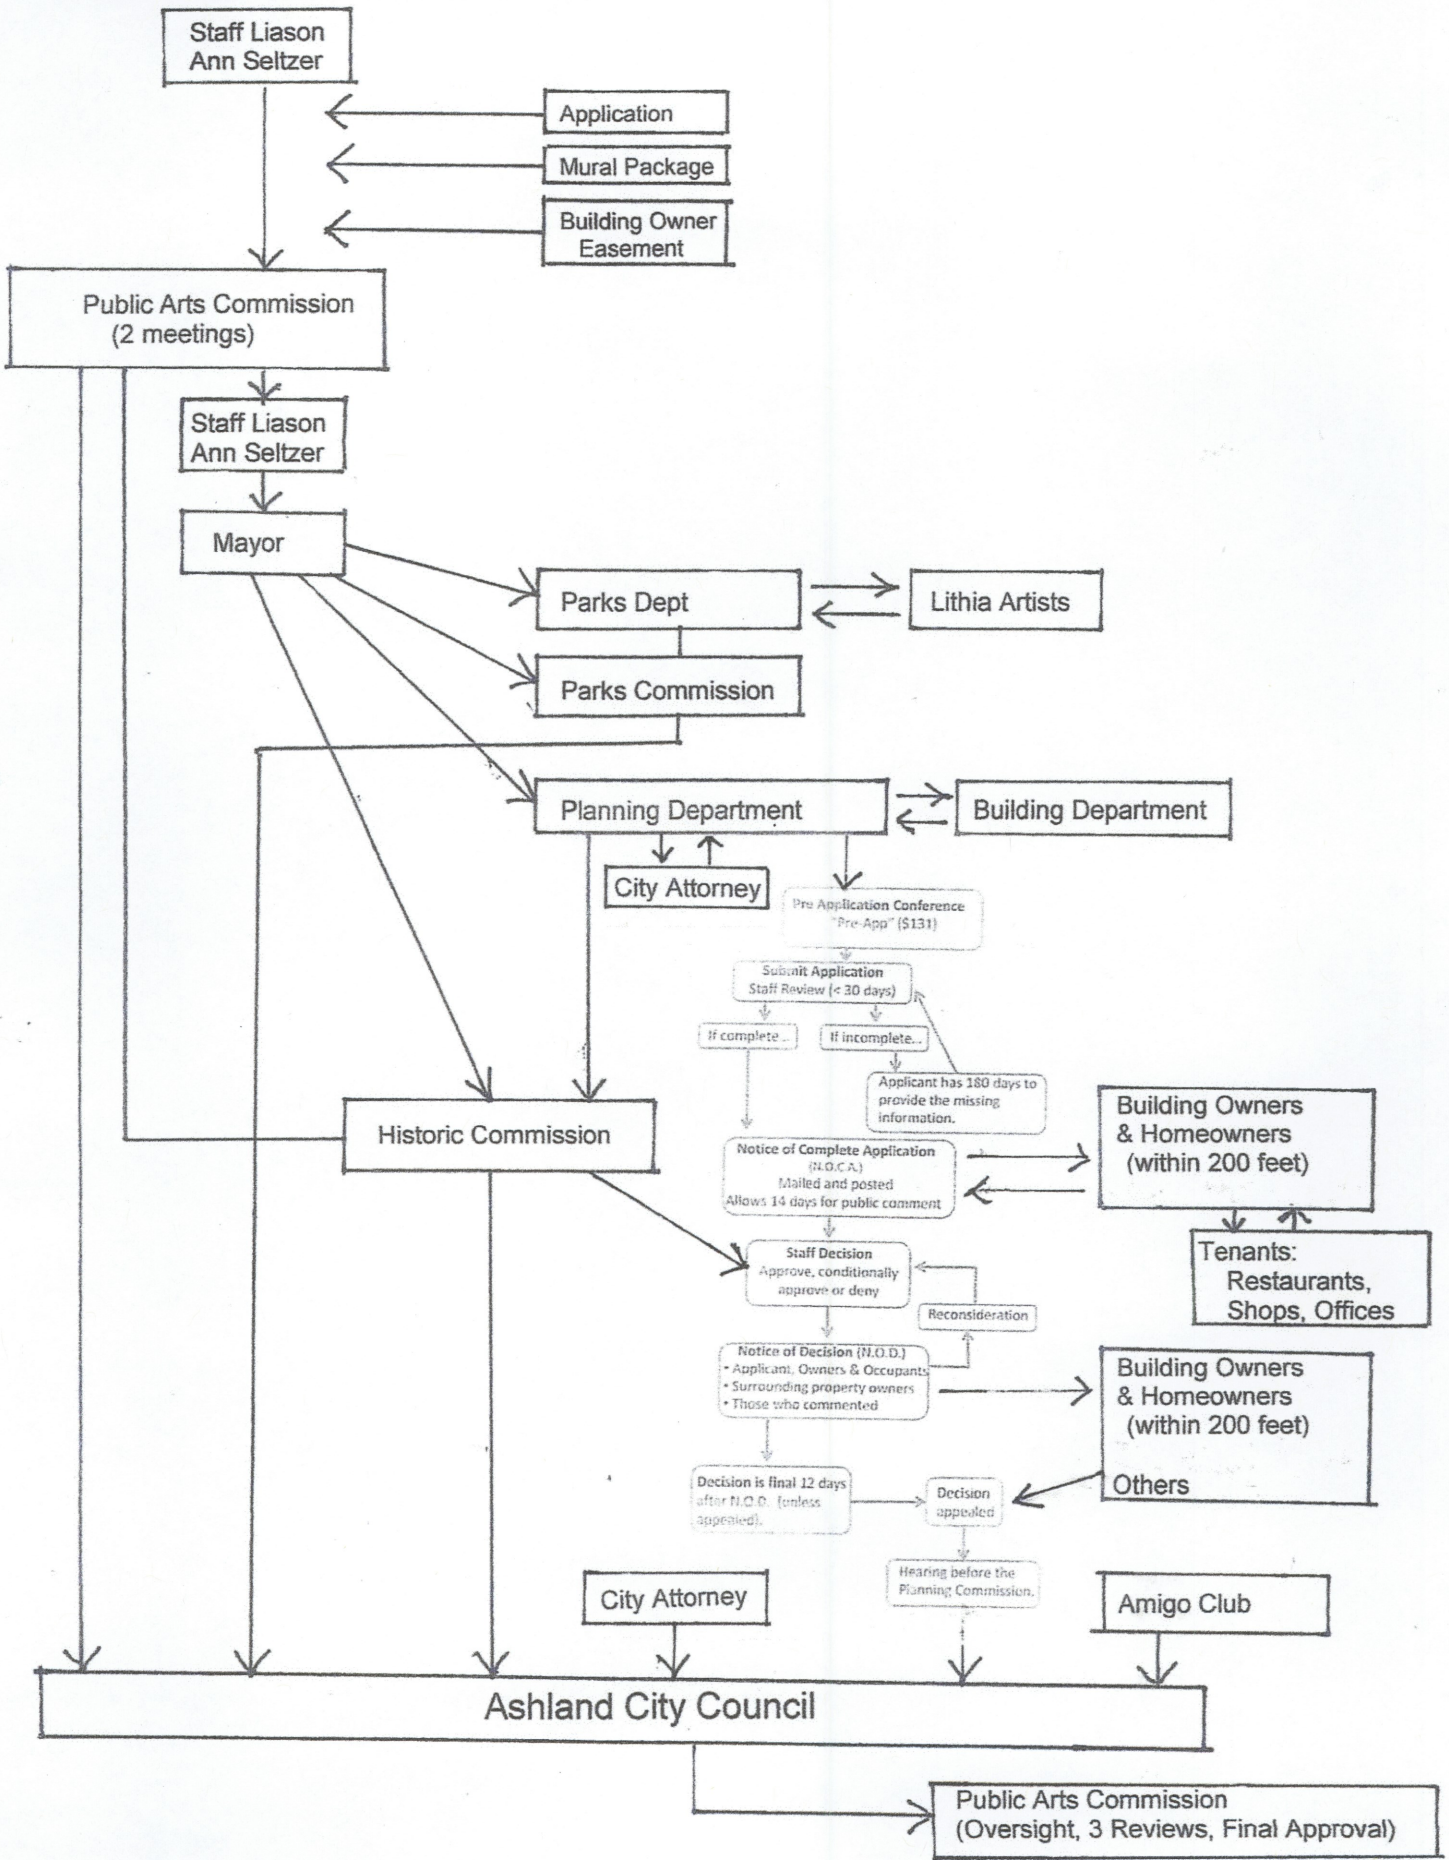 Staff Liason
Ann Seltzer
Application
Mural Package
Building Owner
Easement
Public Arts Commission
(2 meetings)
Staff Liason
Ann Seltzer
Mayor
Parks Dept
Lithia Artists
Parks Commission
Planning Department
Building Department
City Attorney
Pre Application Conference
"Pre-App" ($131)
Submit Application
Staff Review (< 30 days)
If complete...
If incomplete...
Applicant has 180 days to
provide the missing
information.
Building Owners
& Homeowners
(within 200 feet)
Historic Commission
Notice of Complete Application
(N.O.C.A.)
Mailed and posted
Allows 14 days for public comment
Tenants:
Restaurants,
Shops, Offices
Staff Decision
Approve, conditionally
approve or deny
Reconsideration
Notice of Decision (N.O.D.)
• Applicant, Owners & Occupants
• Surrounding property owners
• Those who commented
Building Owners
& Homeowners
(within 200 feet)
Others
Decision is final 12 days
after N.O.D. (unless
appealed).
Decision
appealed
Hearing before the
Planning Commission.
City Attorney
Amigo Club
Ashland City Council
Public Arts Commission
(Oversight, 3 Reviews, Final Approval)